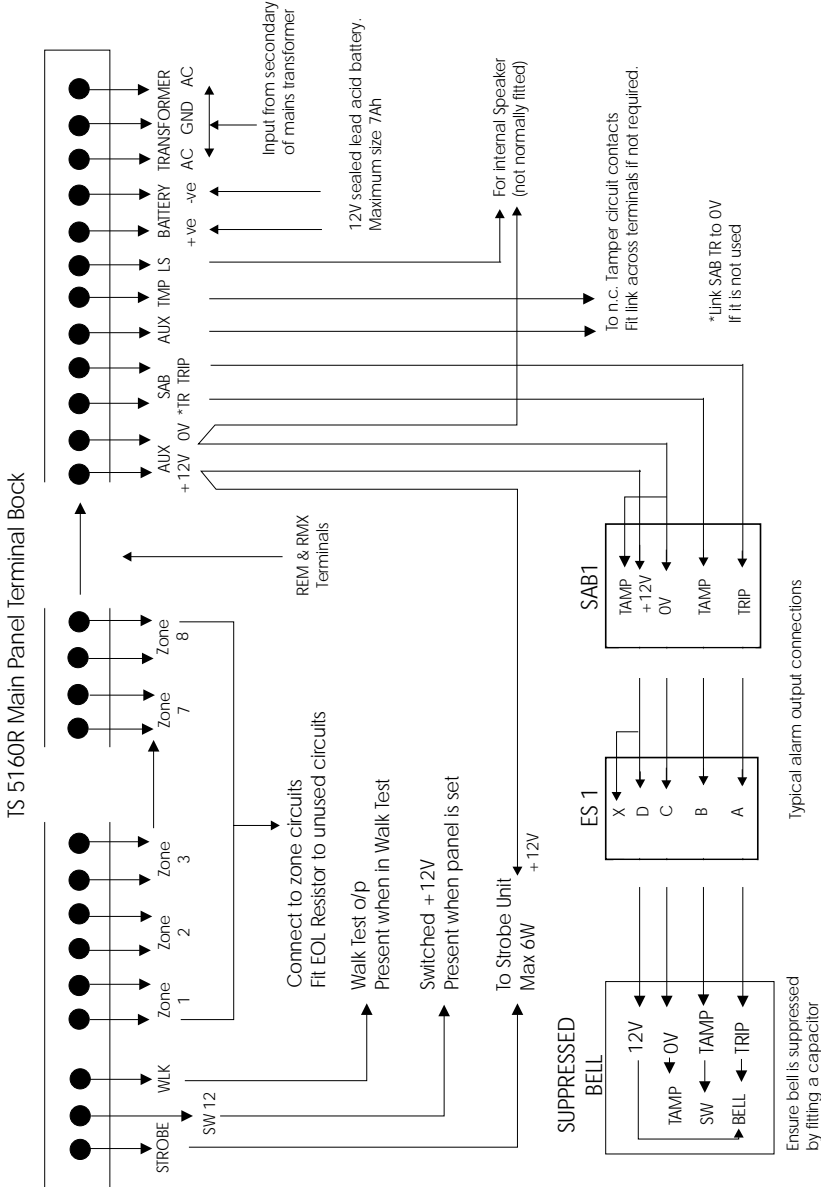 TS 5160R Main Panel Terminal Bock
STROBE
SW 12
WLK
Zone
1
Zone
2
Zone
3
Zone
7
Zone
8
AUX
+12V
0V
SAB
*TR
TRIP
AUX
TMP
LS
BATTERY
+ve
-ve
TRANSFORMER
AC
GND
AC
Input from secondary
of mains transformer
12V sealed lead acid battery.
Maximum size 7Ah
For internal Speaker
(not normally fitted)
To n.c. Tamper circuit contacts
Fit link across terminals if not required.
*Link SAB TR to 0V
If it is not used
REM & RMX
Terminals
Connect to zone circuits
Fit EOL Resistor to unused circuits
Walk Test o/p
Present when in Walk Test
Switched +12V
Present when panel is set
To Strobe Unit
Max 6W
+12V
SUPPRESSED
BELL
12V
TAMP
0V
SW
TAMP
BELL
TRIP
Ensure bell is suppressed
by fitting a capacitor
ES 1
X
D
C
B
A
SAB1
TAMP
+12V
0V
TAMP
TRIP
Typical alarm output connections